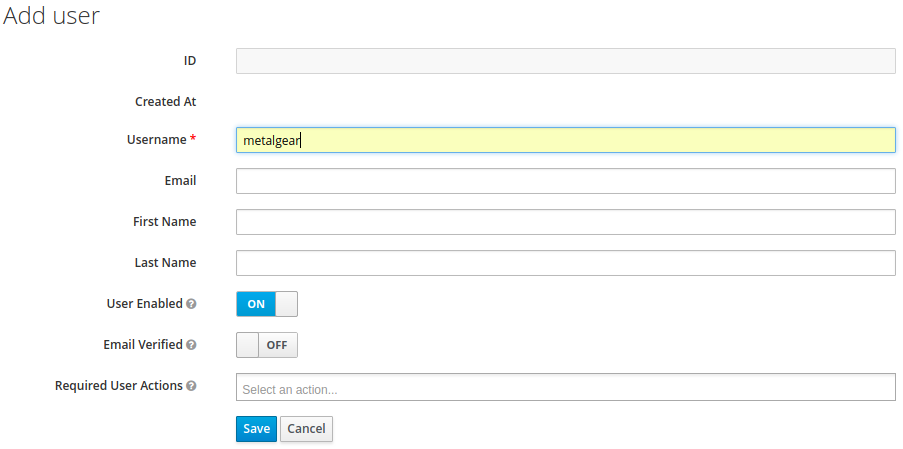 Add user
ID
Created At
Username *
metalgear
Email
First Name
Last Name
User Enabled ?
ON
Email Verified ?
OFF
Required User Actions ?
Select an action...
Save Cancel